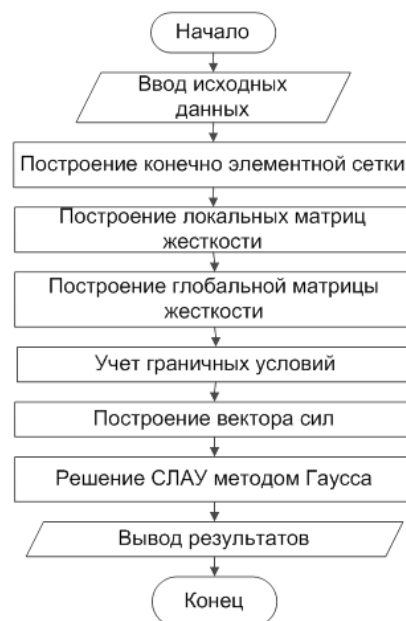 Начало
Ввод исходных
данных
Построение конечно элементной сетки
Построение локальных матриц
жесткости
Построение глобальной матрицы
жесткости
Учет граничных условий
Построение вектора сил
Решение СЛАУ методом Гаусса
Вывод результатов
Конец